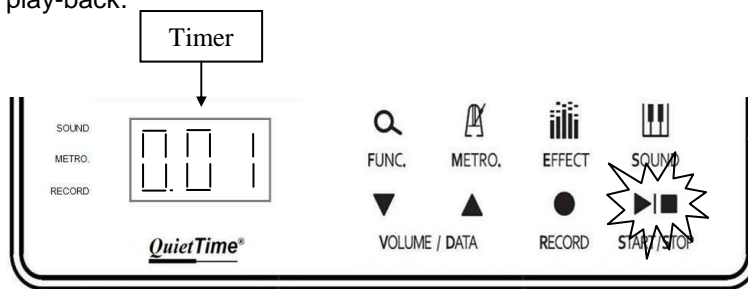 play-back.
Timer
SOUND
METRO.
RECORD
0.01
FUNC. METRO. EFFECT SOUND
VOLUME / DATA RECORD START/STOP
QuietTime®